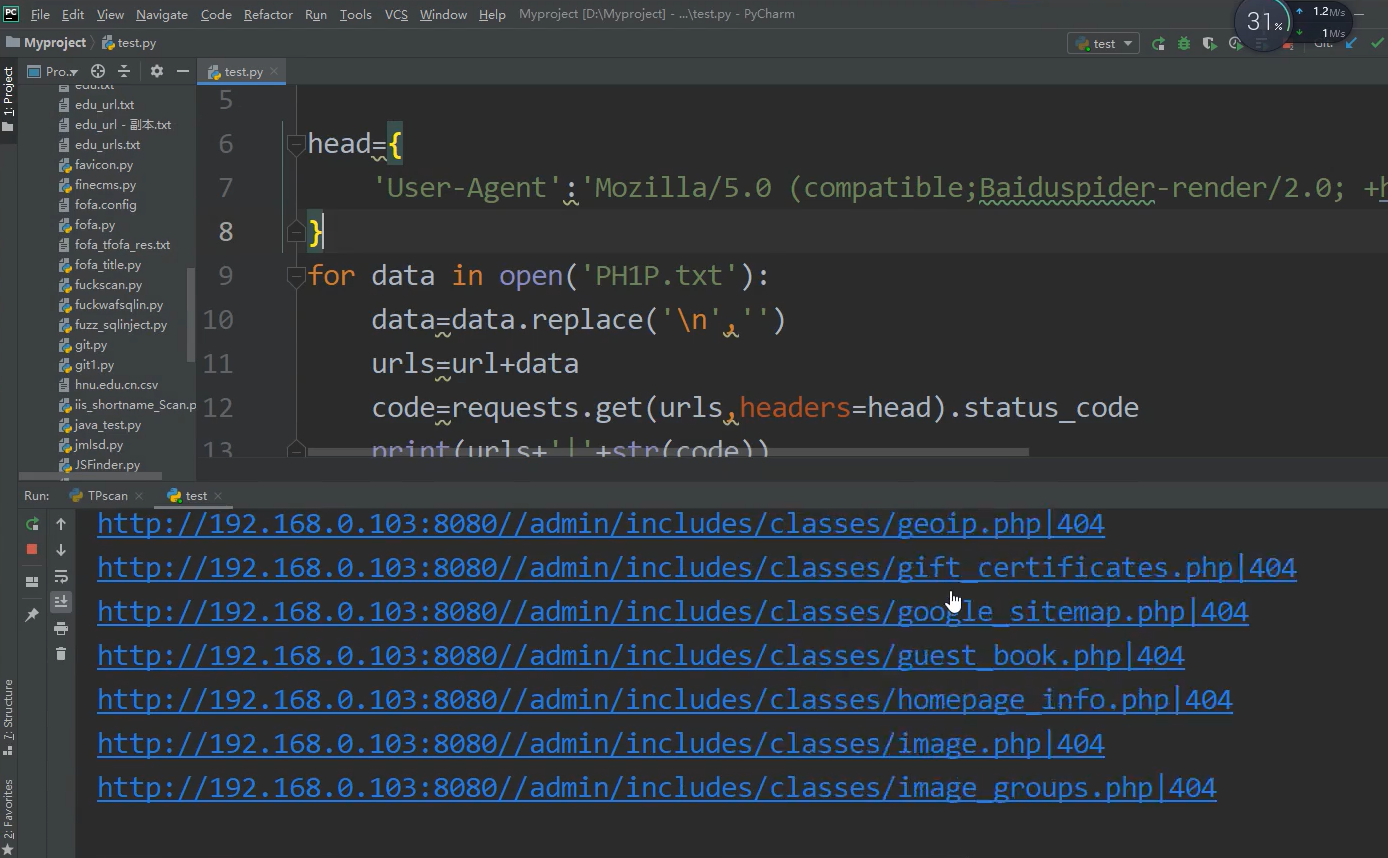 PC File Edit View Navigate Code Refactor Run Tools VCS Window Help Myproject [D:\Myproject] - ...\test.py - PyCharm
31% 1.2M/s
1M/s
Myproject test.py
test
Git:
1: Project
Pro...
test.py
edu.txt
edu_url.txt
edu_url - 副本.txt
edu_urls.txt
favicon.py
finecms.py
fofa.config
fofa.py
fofa_tfofa_res.txt
fofa_title.py
fuckscan.py
fuckwafsqlin.py
fuzz_sqlinject.py
git.py
git1.py
hnu.edu.cn.csv
iis_shortname_Scan.p
java_test.py
jmlsd.py
JSFinder.py
5
6 head={
7 'User-Agent':'Mozilla/5.0 (compatible;Baiduspider-render/2.0; +h
8 }
9 for data in open('PH1P.txt'):
10 data=data.replace('\n','')
11 urls=url+data
12 code=requests.get(urls,headers=head).status_code
13 print(urls+'|'+str(code))
Run: TPscan test
http://192.168.0.103:8080//admin/includes/classes/geoip.php|404
http://192.168.0.103:8080//admin/includes/classes/gift_certificates.php|404
http://192.168.0.103:8080//admin/includes/classes/google_sitemap.php|404
http://192.168.0.103:8080//admin/includes/classes/guest_book.php|404
http://192.168.0.103:8080//admin/includes/classes/homepage_info.php|404
http://192.168.0.103:8080//admin/includes/classes/image.php|404
http://192.168.0.103:8080//admin/includes/classes/image_groups.php|404
7: Structure
2: Favorites